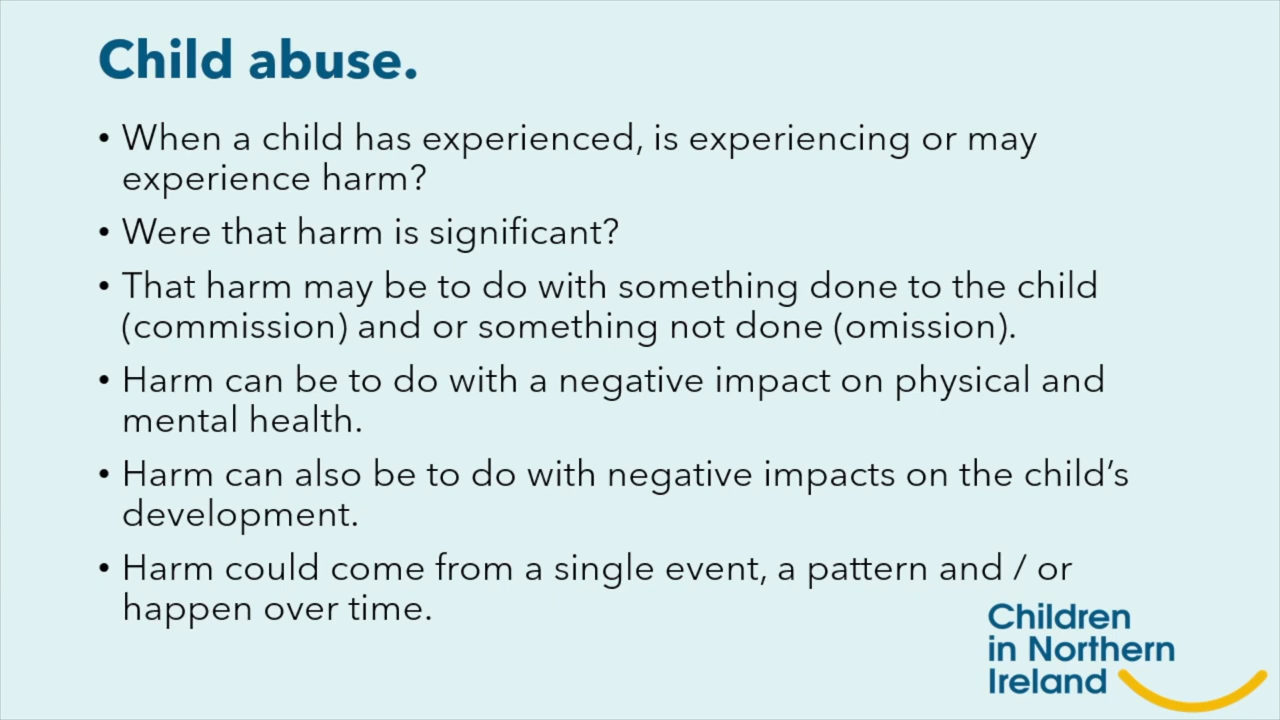 Child abuse.
• When a child has experienced, is experiencing or may
experience harm?
• Were that harm is significant?
• That harm may be to do with something done to the child
(commission) and or something not done (omission).
• Harm can be to do with a negative impact on physical and
mental health.
• Harm can also be to do with negative impacts on the child’s
development.
• Harm could come from a single event, a pattern and / or
happen over time.
Children
in Northern
Ireland